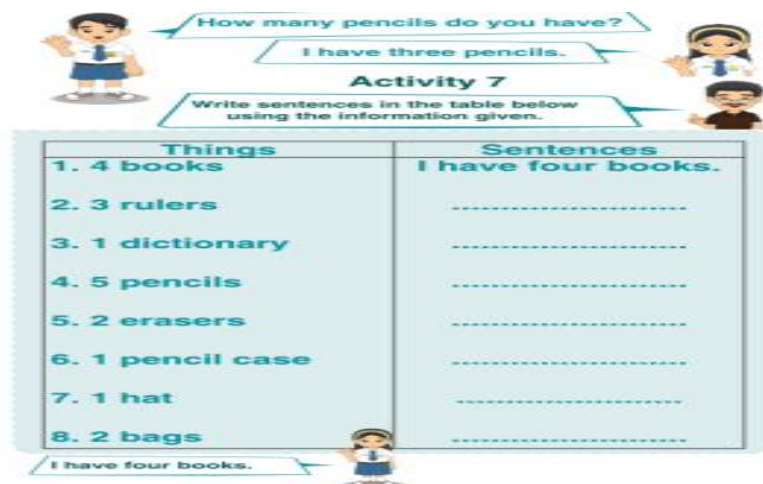 How many pencils do you have?
I have three pencils.
Activity 7
Write sentences in the table below
using the information given.
Things Sentences
1. 4 books I have four books.
2. 3 rulers ........................
3. 1 dictionary ........................
4. 5 pencils ........................
5. 2 erasers ........................
6. 1 pencil case ........................
7. 1 hat ........................
8. 2 bags ........................
I have four books.